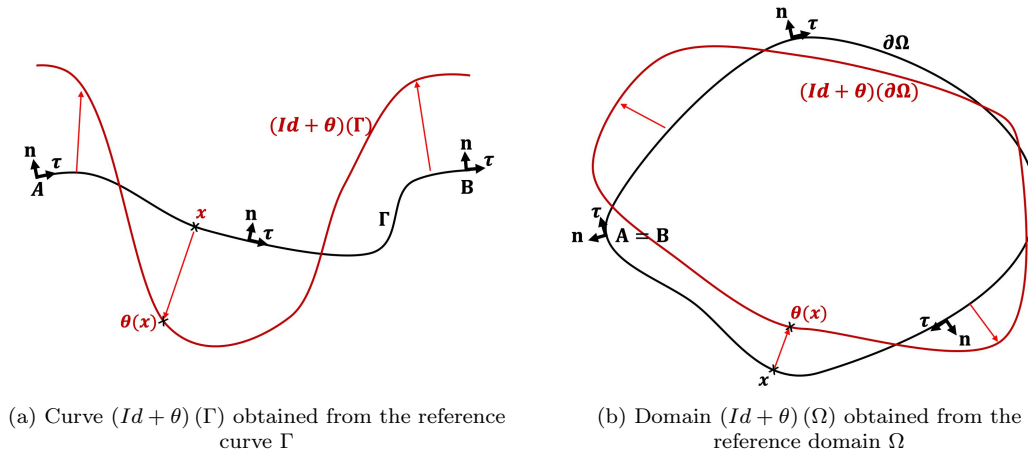 n
τ
A
(Id + θ)(Γ)
x
n
τ
θ(x)
Γ
n
τ
B
n
τ
∂Ω
(Id + θ)(∂Ω)
τ
n
A = B
θ(x)
x
τ
n
(a) Curve (Id + θ) (Γ) obtained from the reference
curve Γ
(b) Domain (Id + θ) (Ω) obtained from the
reference domain Ω